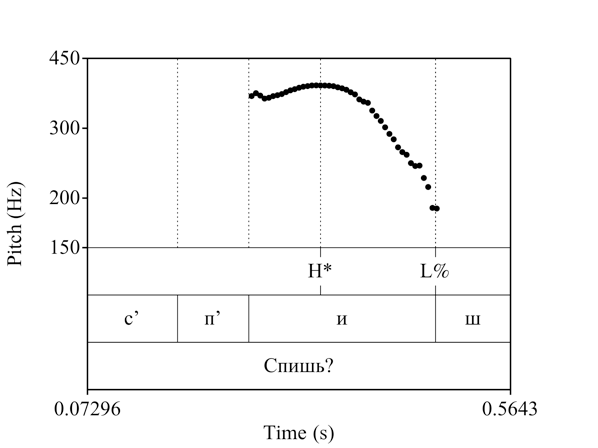 450
300
200
150
Pitch (Hz)
H* L%
с’ п’ и ш
Спишь?
0.07296 0.5643
Time (s)